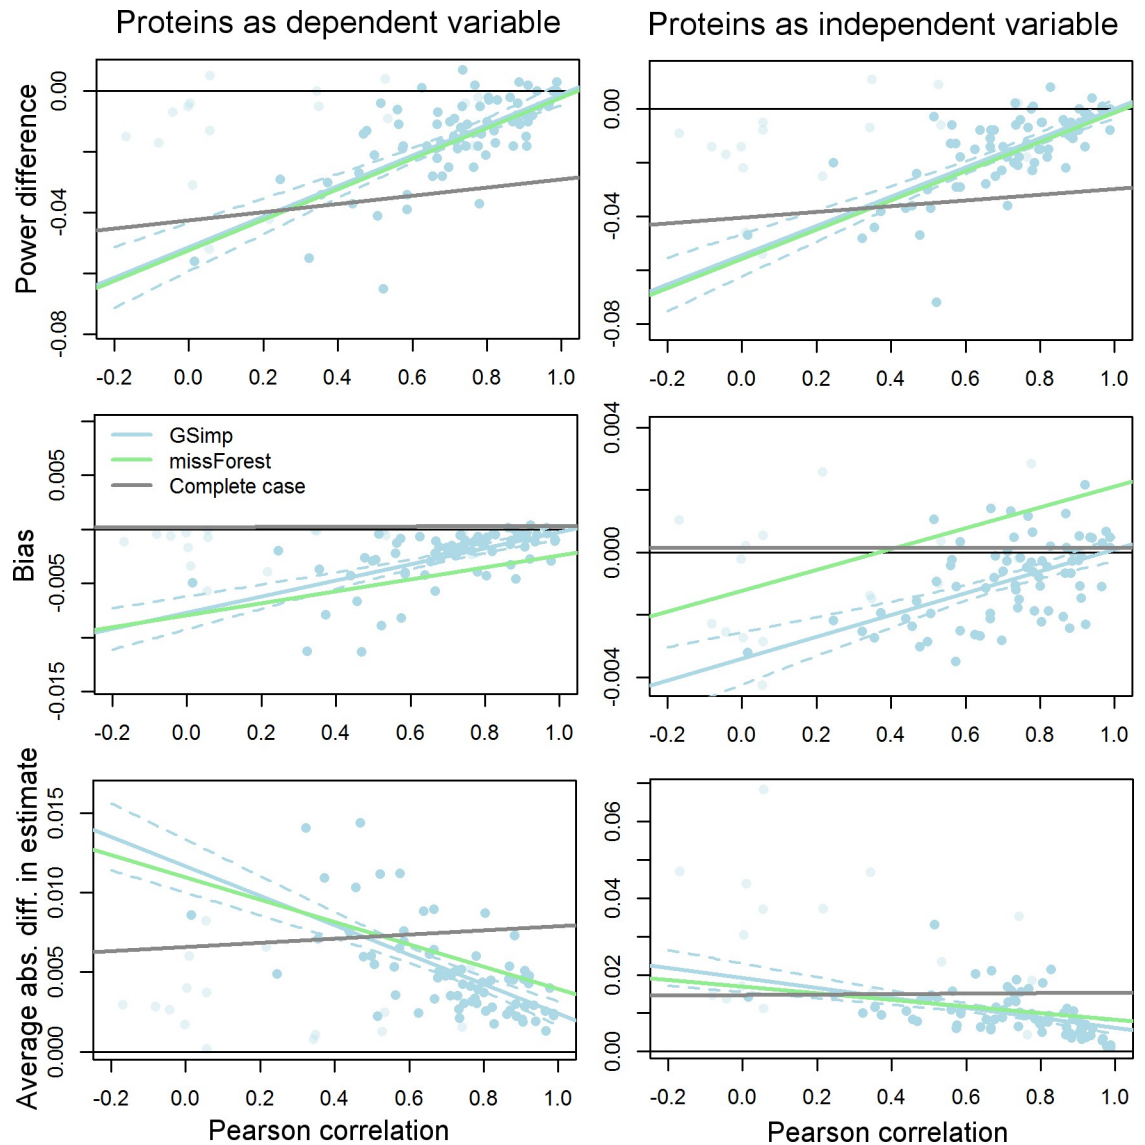 Proteins as dependent variable
Proteins as independent variable
Power difference
0.00
-0.04
-0.08
-0.2 0.0 0.2 0.4 0.6 0.8 1.0
0.00
-0.04
-0.08
-0.2 0.0 0.2 0.4 0.6 0.8 1.0
Bias
0.005
-0.005
-0.015
GSimp
missForest
Complete case
-0.2 0.0 0.2 0.4 0.6 0.8 1.0
0.004
0.000
-0.004
-0.2 0.0 0.2 0.4 0.6 0.8 1.0
Average abs. diff. in estimate
0.015
0.010
0.005
0.000
-0.2 0.0 0.2 0.4 0.6 0.8 1.0
Pearson correlation
0.06
0.04
0.02
0.00
-0.2 0.0 0.2 0.4 0.6 0.8 1.0
Pearson correlation